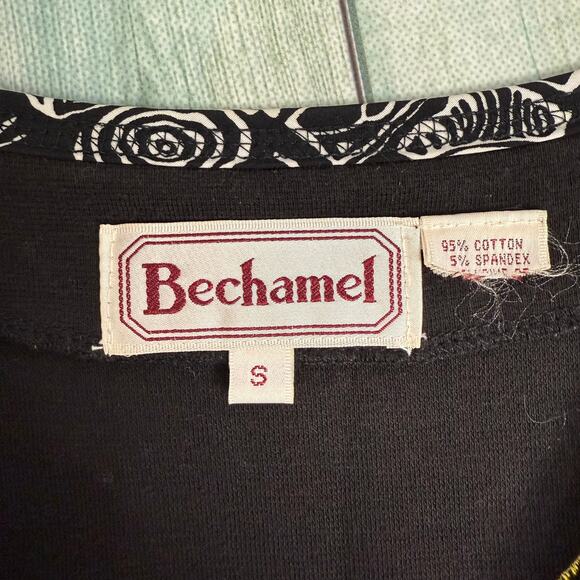 Bechamel
S
95% COTTON
5% SPANDEX